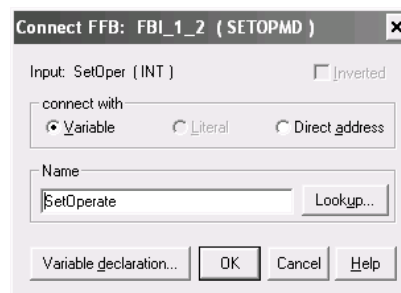 Connect FFB: FBI_1_2 ( SETOPMD )
Input: SetOper ( INT ) Inverted
connect with
Variable Literal Direct address
Name
SetOperate Lookup...
Variable declaration... OK Cancel Help